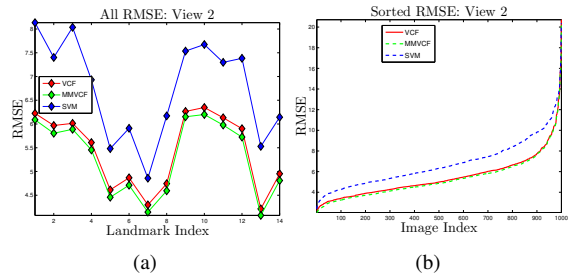 All RMSE: View 2
8
7.5
7
6.5
6
5.5
5
4.5
RMSE
VCF
MMVCF
SVM
2 4 6 8 10 12 14
Landmark Index
(a)
Sorted RMSE: View 2
20
18
16
14
12
10
8
6
4
RMSE
VCF
MMVCF
SVM
100 200 300 400 500 600 700 800 900 1000
Image Index
(b)